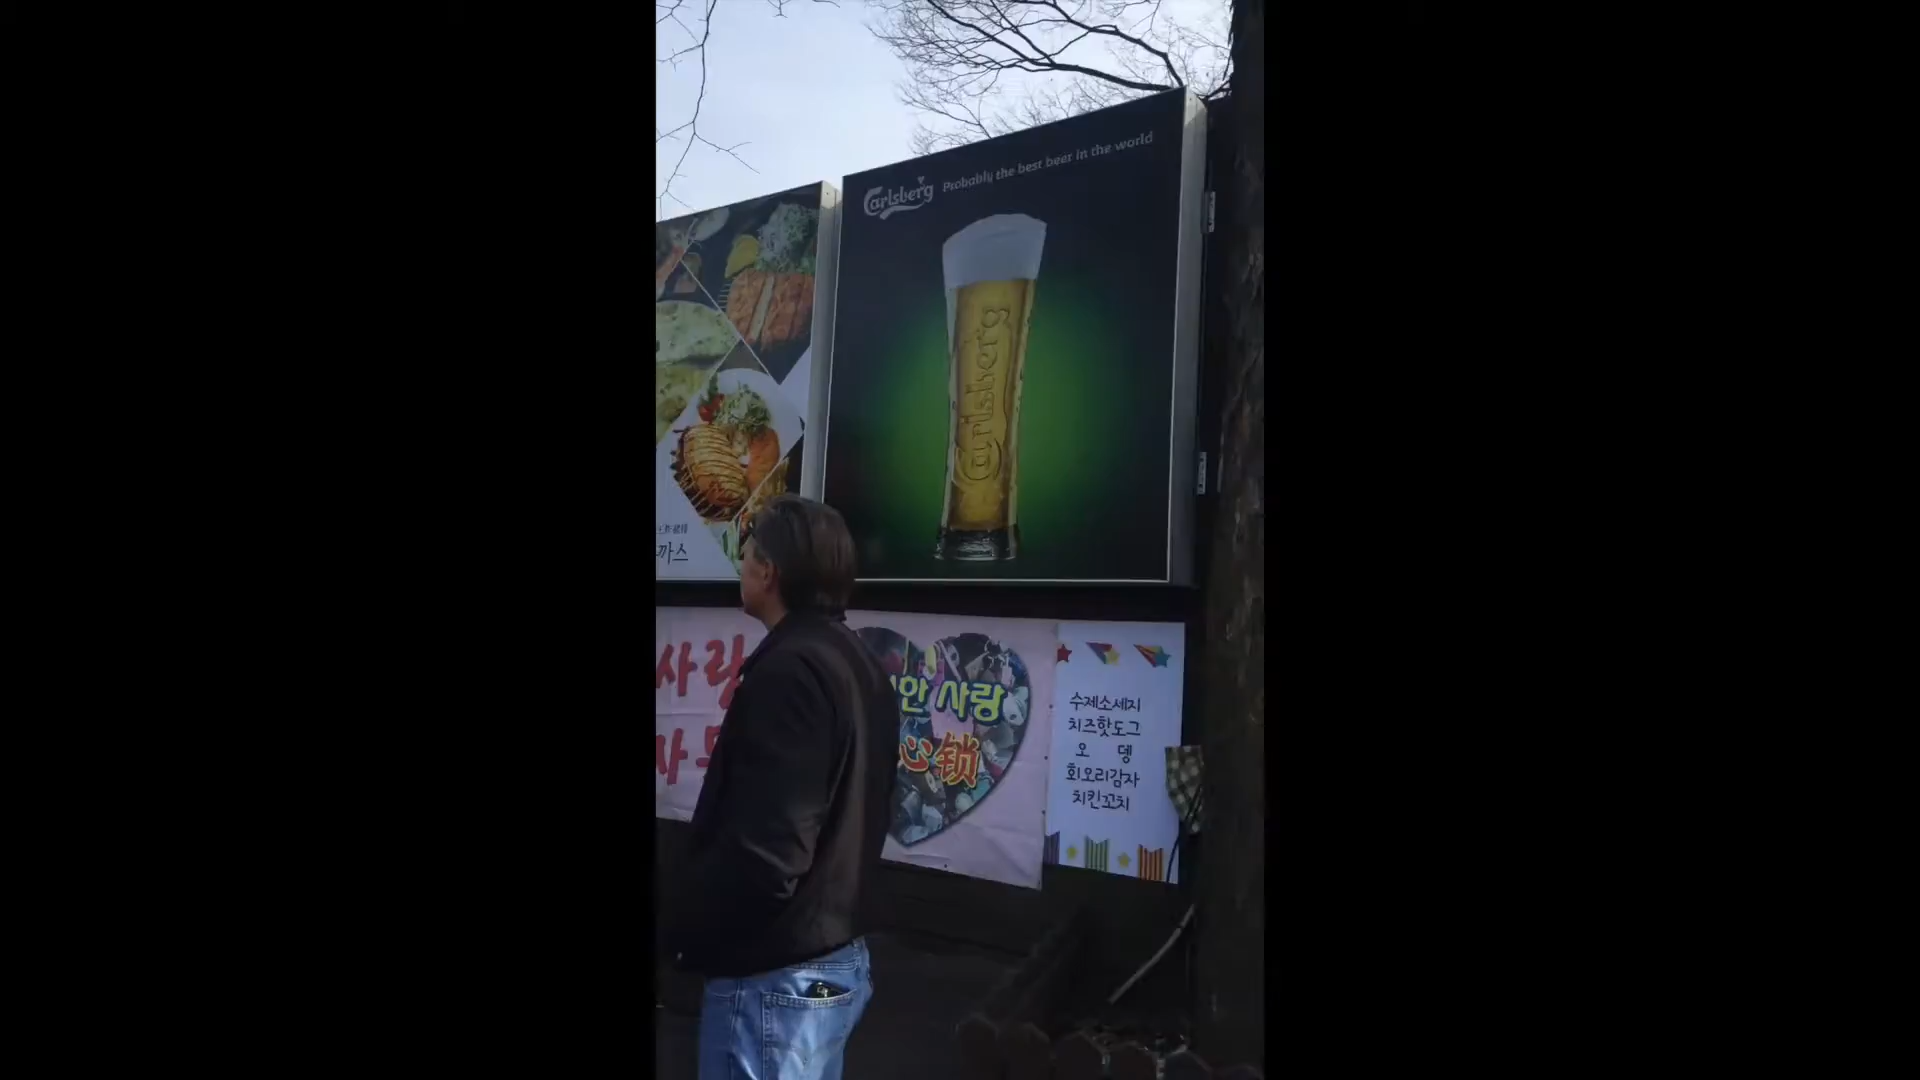 Carlsberg Probably the best beer in the world
Carlsberg
까스
사랑
한 사랑
心锁
수제소세지
치즈핫도그
오 뎅
회오리감자
치킨꼬치